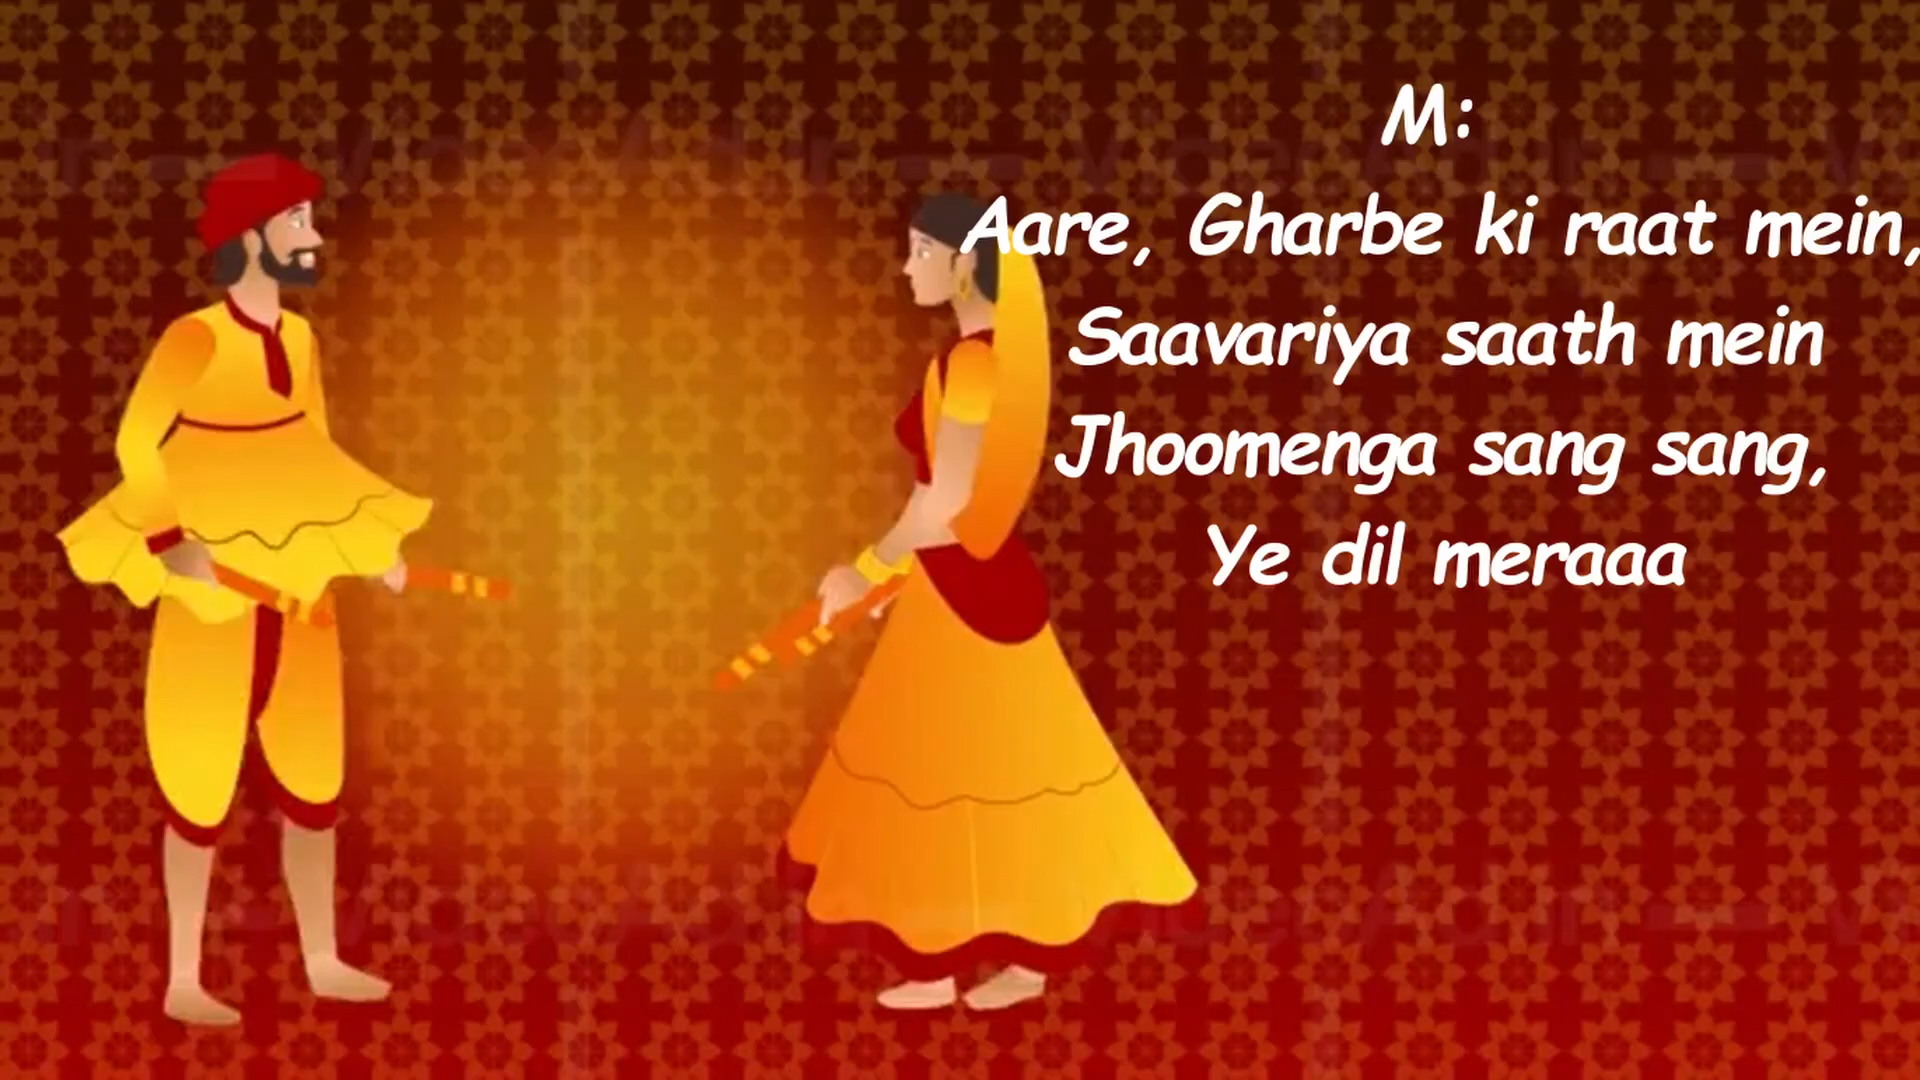 M:
Aare, Gharbe ki raat mein,
Saavariya saath mein
Jhoomenga sang sang,
Ye dil meraaa